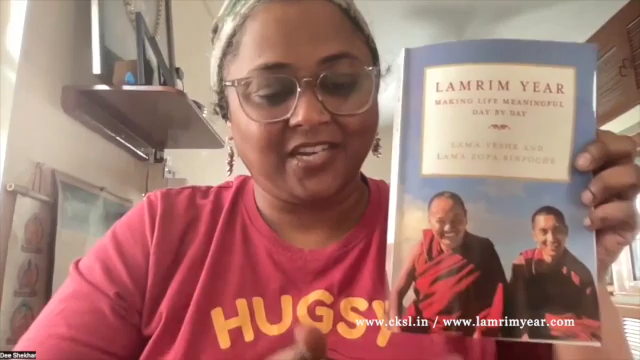 LAMRIM YEAR
MAKING LIFE MEANINGFUL
DAY BY DAY
LAMA YESHE AND
LAMA ZOPA RINPOCHE
HUGSY
www.cksl.in / www.lamrimyear.com
Dee Shekhar